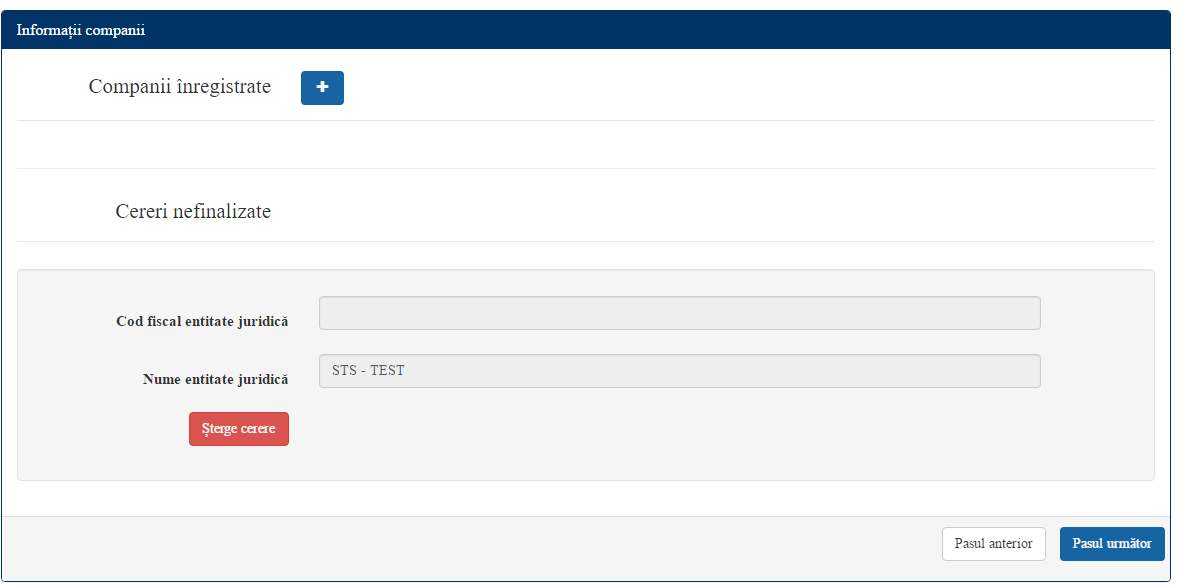 Informații companii
Companii înregistrate
Cereri nefinalizate
Cod fiscal entitate juridică
Nume entitate juridică
STS - TEST
Șterge cerere
Pasul anterior
Pasul următor